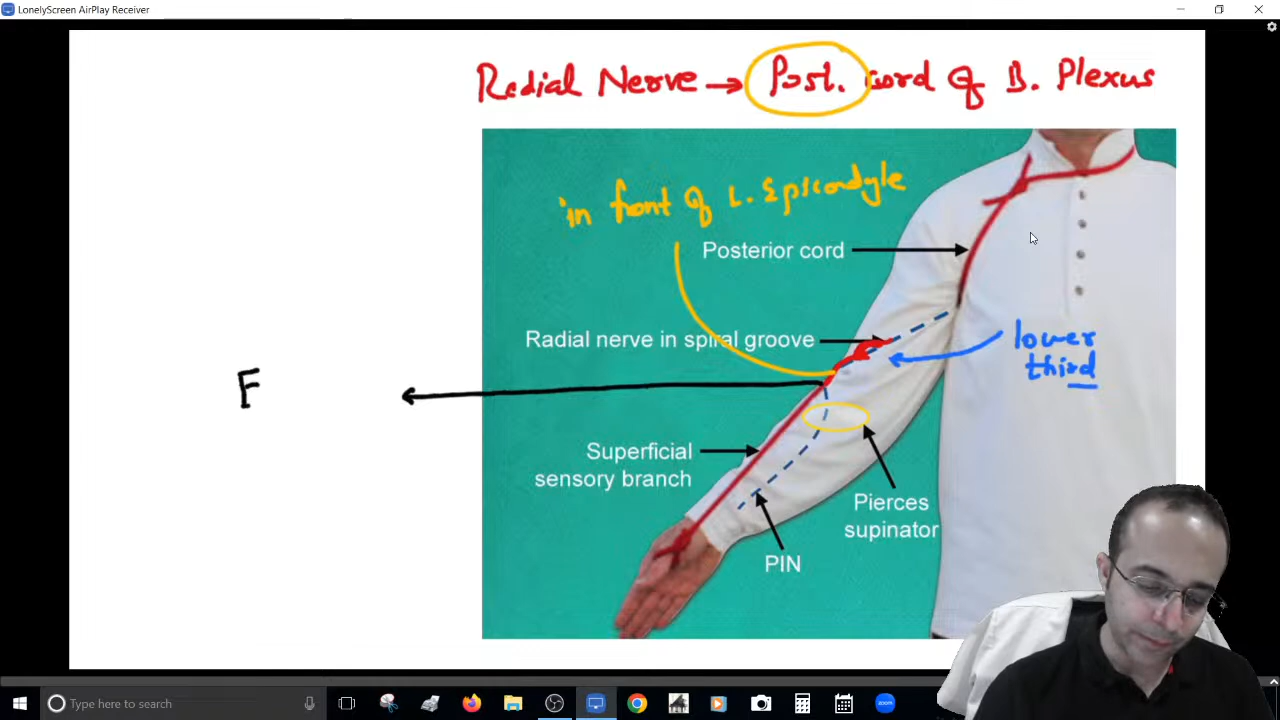 LonelyScreen AirPlay Receiver
Radial Nerve → Post. cord of B. Plexus
in front of L. Epicondyle
Posterior cord
Radial nerve in spiral groove
lower
third
F
Superficial
sensory branch
Pierces
supinator
PIN
Type here to search
zoom